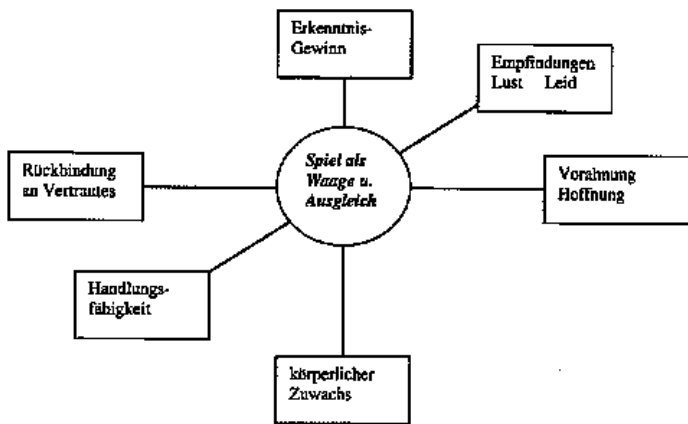 Erkenntnis-
Gewinn
Empfindungen
Lust Leid
Spiel als
Waage u.
Ausgleich
Rückbindung
an Vertrautes
Vorahnung
Hoffnung
Handlungs-
fähigkeit
körperlicher
Zuwachs